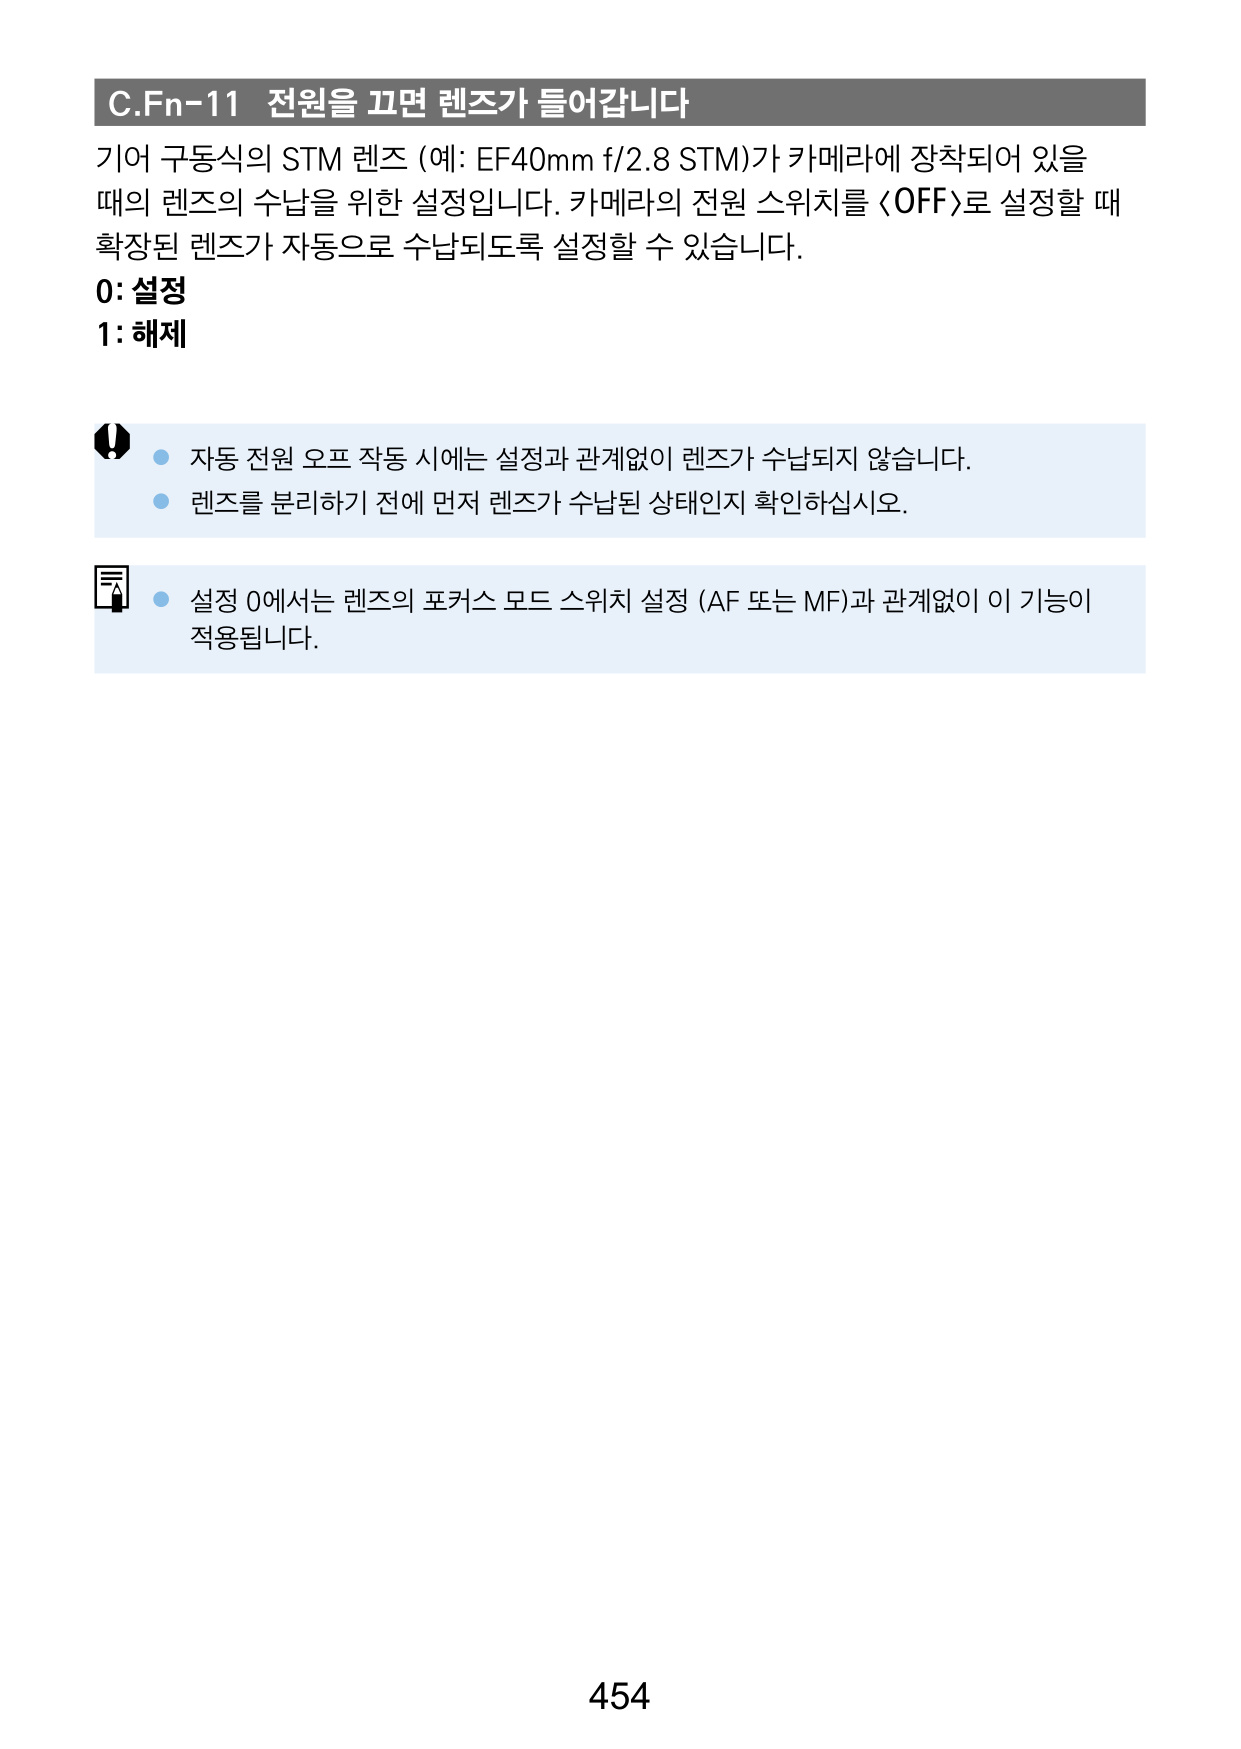 C.Fn-11 전원을 끄면 렌즈가 들어갑니다
기어 구동식의 STM 렌즈 (예: EF40mm f/2.8 STM)가 카메라에 장착되어 있을
때의 렌즈의 수납을 위한 설정입니다. 카메라의 전원 스위치를 <OFF>로 설정할 때
확장된 렌즈가 자동으로 수납되도록 설정할 수 있습니다.
0: 설정
1: 해제
● 자동 전원 오프 작동 시에는 설정과 관계없이 렌즈가 수납되지 않습니다.
● 렌즈를 분리하기 전에 먼저 렌즈가 수납된 상태인지 확인하십시오.
● 설정 0에서는 렌즈의 포커스 모드 스위치 설정 (AF 또는 MF)과 관계없이 이 기능이
적용됩니다.
454